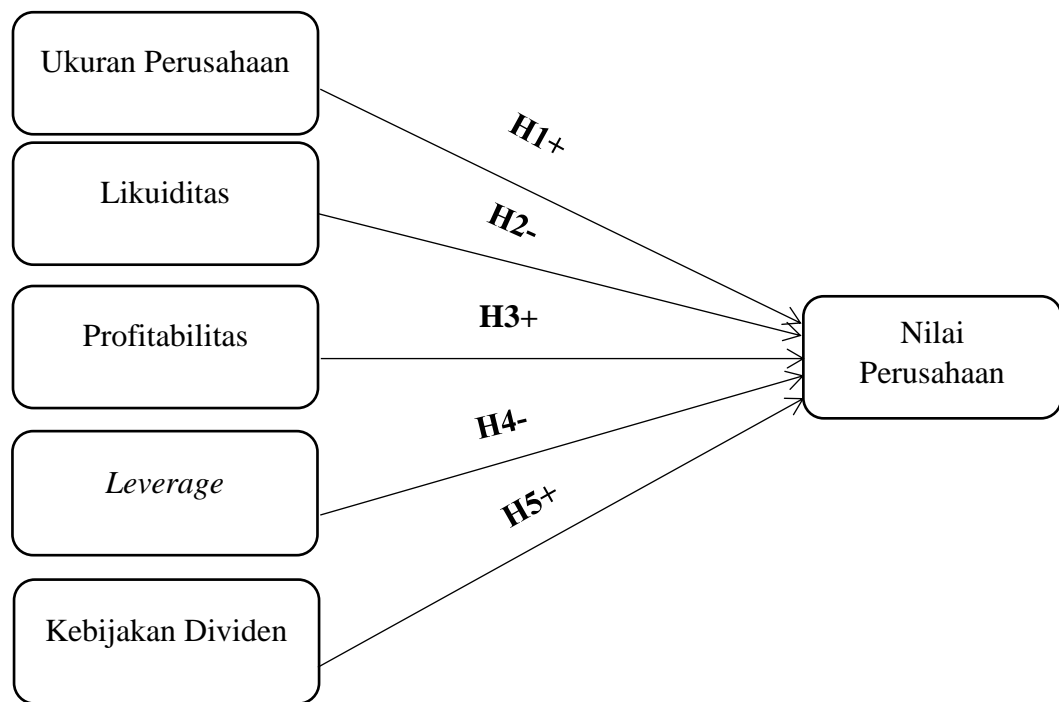 Ukuran Perusahaan
H1+
Likuiditas
H2-
Profitabilitas
H3+
Nilai
Perusahaan
Leverage
H4-
Kebijakan Dividen
H5+